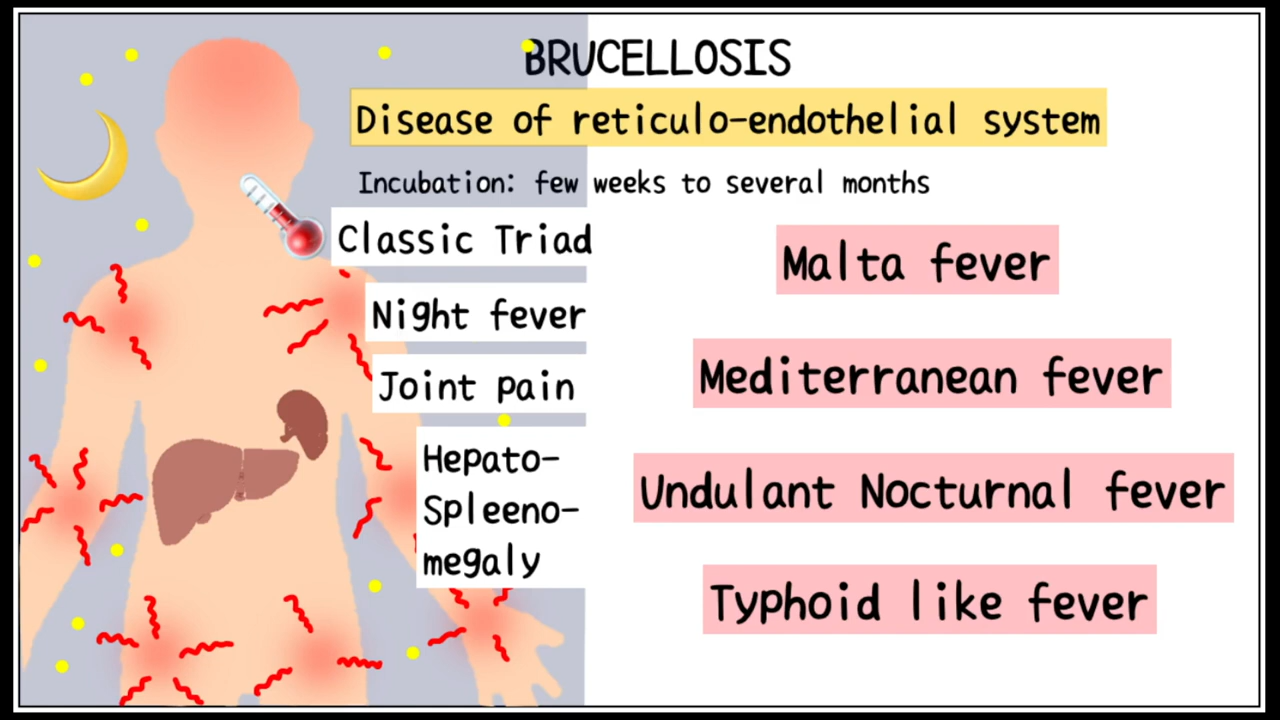 BRUCELLOSIS
Disease of reticulo-endothelial system
Incubation: few weeks to several months
Classic Triad
Night fever
Joint pain
Hepato-
Spleeno-
megaly
Malta fever
Mediterranean fever
Undulant Nocturnal fever
Typhoid like fever